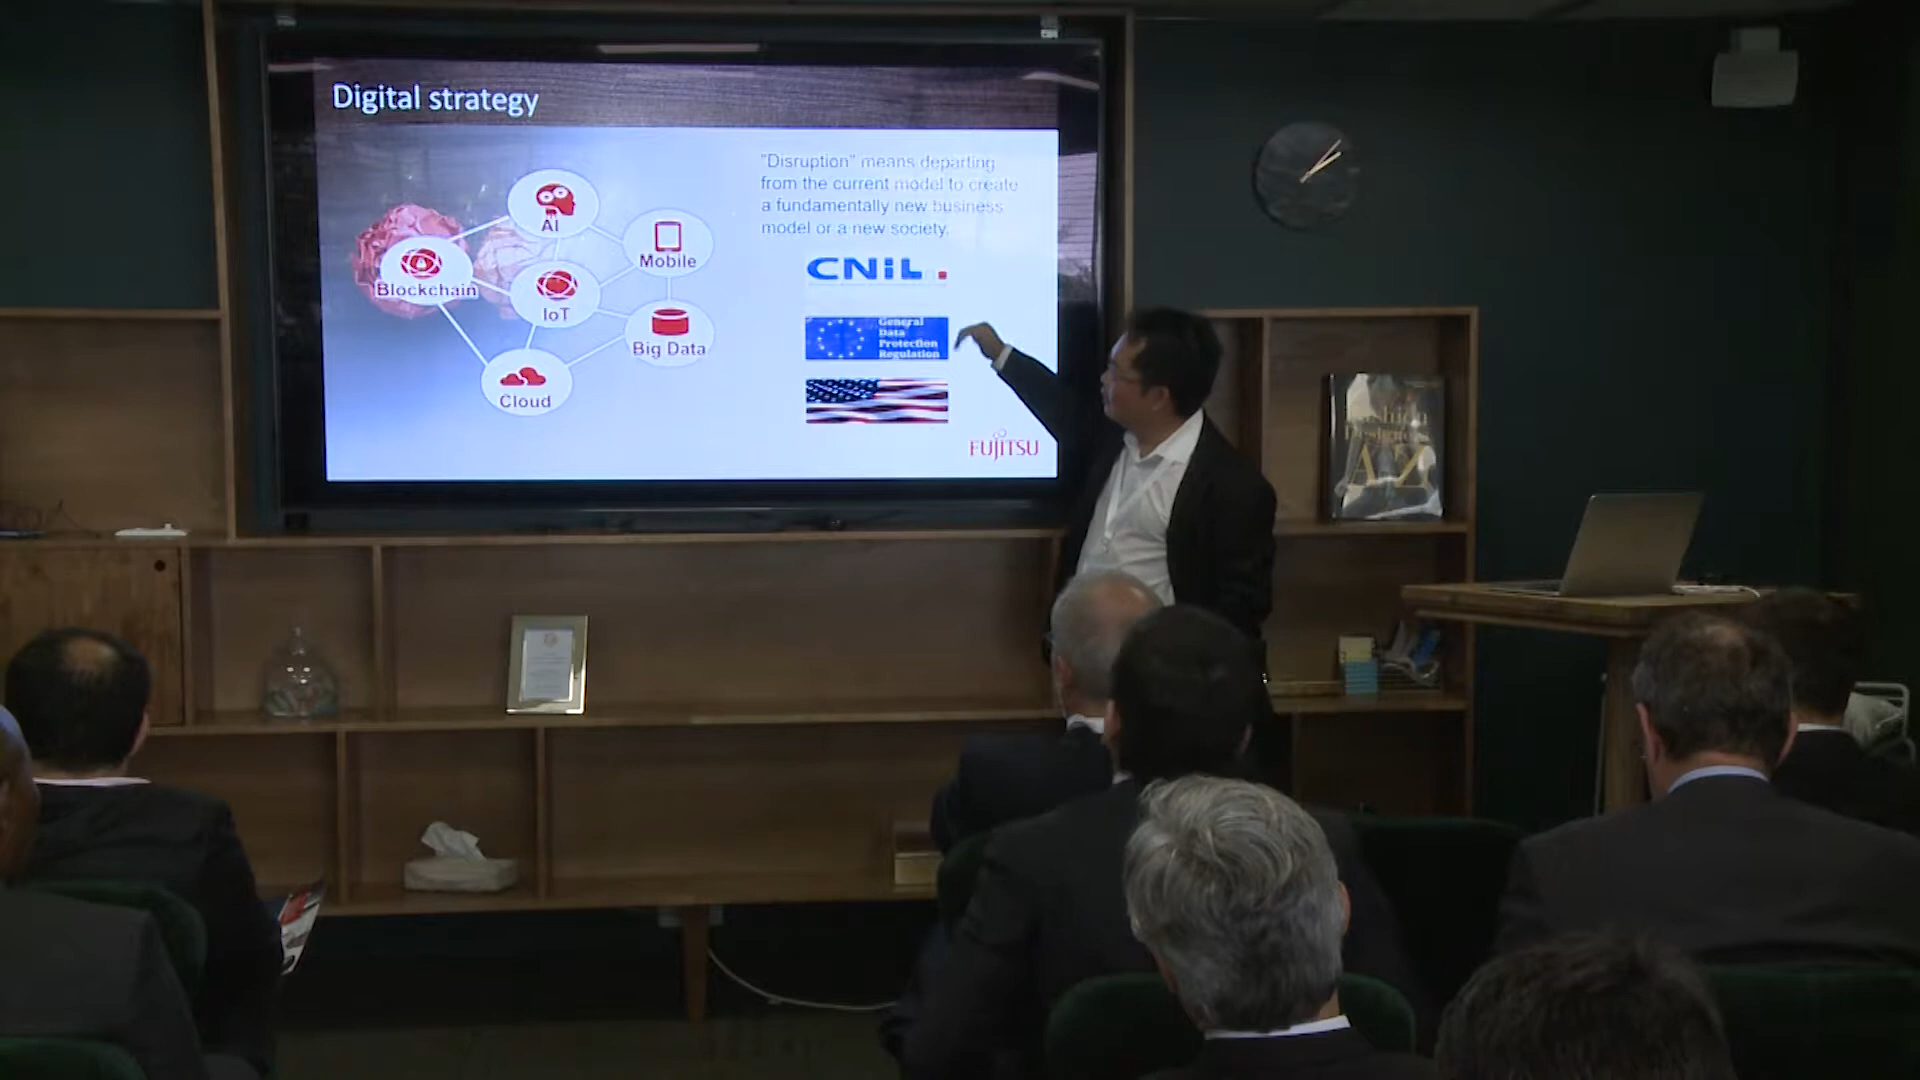 Digital strategy
"Disruption" means departing
from the current model to create
a fundamentally new business
model or a new society.
AI
Mobile
Blockchain
IoT
Big Data
Cloud
CNIL
General
Data
Protection
Regulation
FUJITSU
A-Z